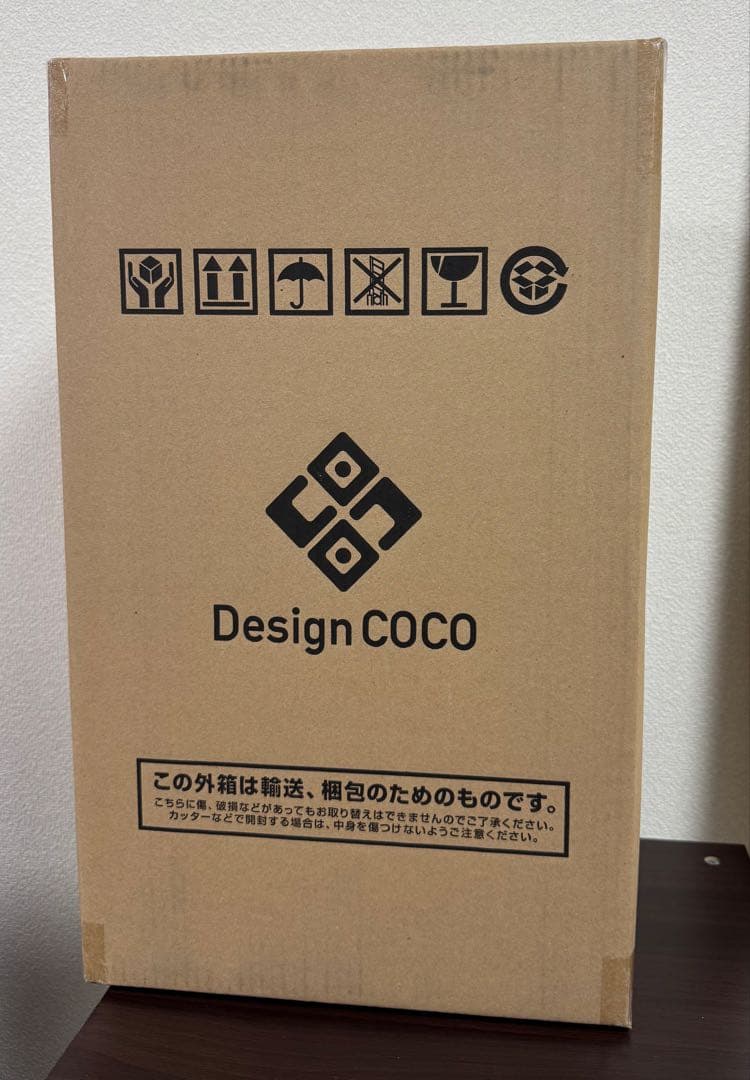 Design COCO
この外箱は輸送、梱包のためのものです。
こちらに傷、破損などがあってもお取り替えはできませんのでご了承ください。
カッターなどで開封する場合は、中身を傷つけないようご注意ください。